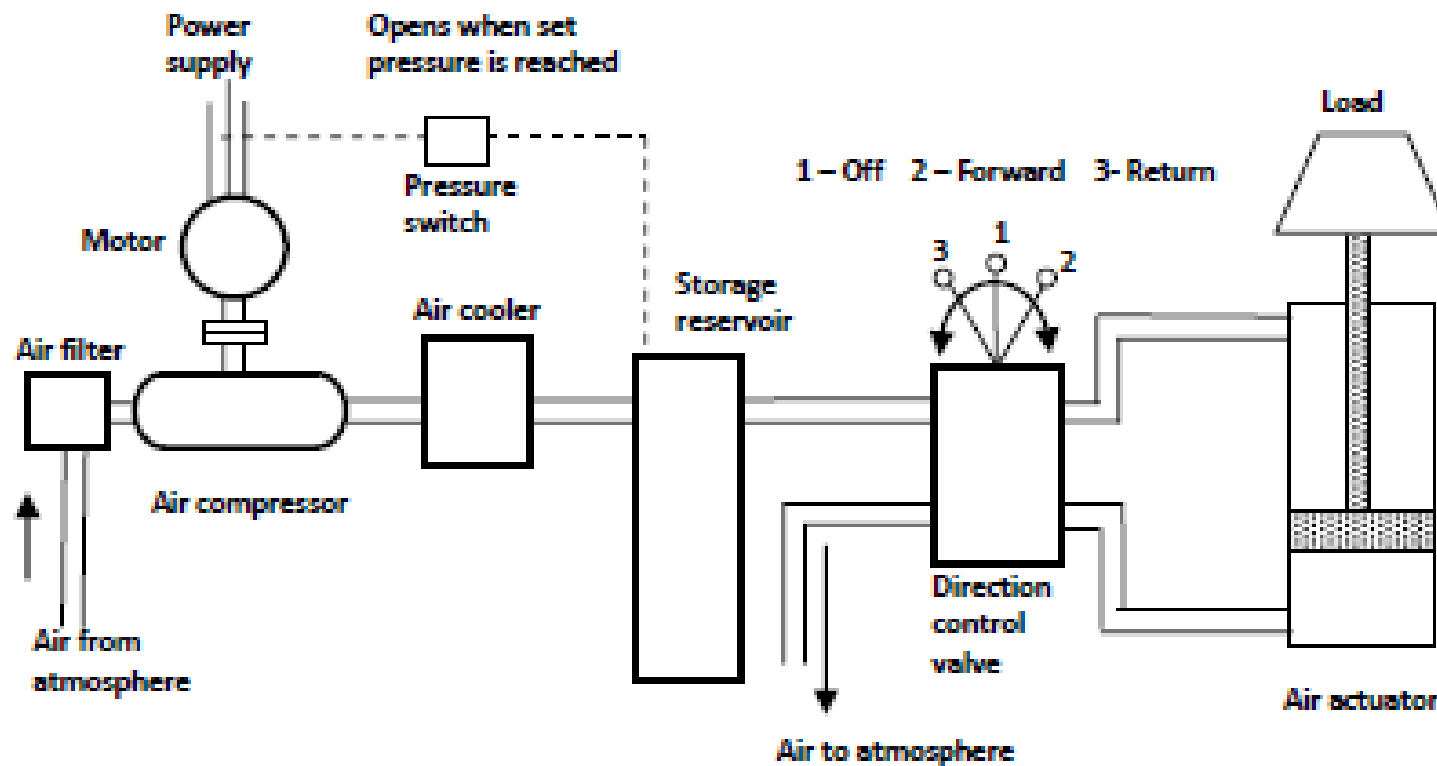 Power
supply
Opens when set
pressure is reached
Load
1 – Off 2 – Forward 3- Return
Pressure
switch
Motor
1
3
2
Storage
reservoir
Air cooler
Air filter
Air compressor
Direction
control
valve
Air from
atmosphere
Air actuator
Air to atmosphere